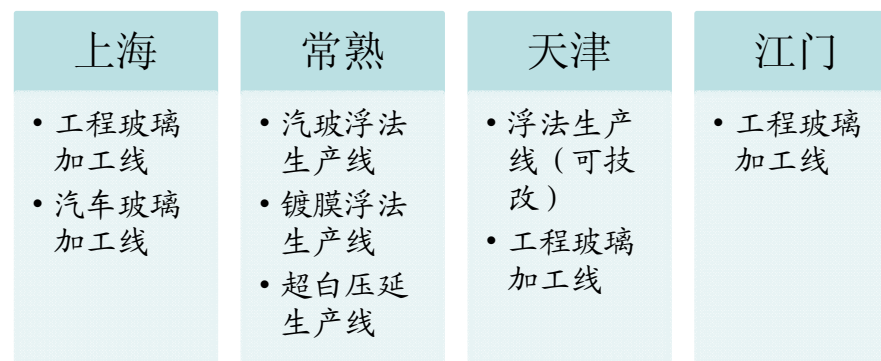 上海
• 工程玻璃
加工线
• 汽车玻璃
加工线
常熟
• 汽玻浮法
生产线
• 镀膜浮法
生产线
• 超白压延
生产线
天津
• 浮法生产
线（可技
改）
• 工程玻璃
加工线
江门
• 工程玻璃
加工线